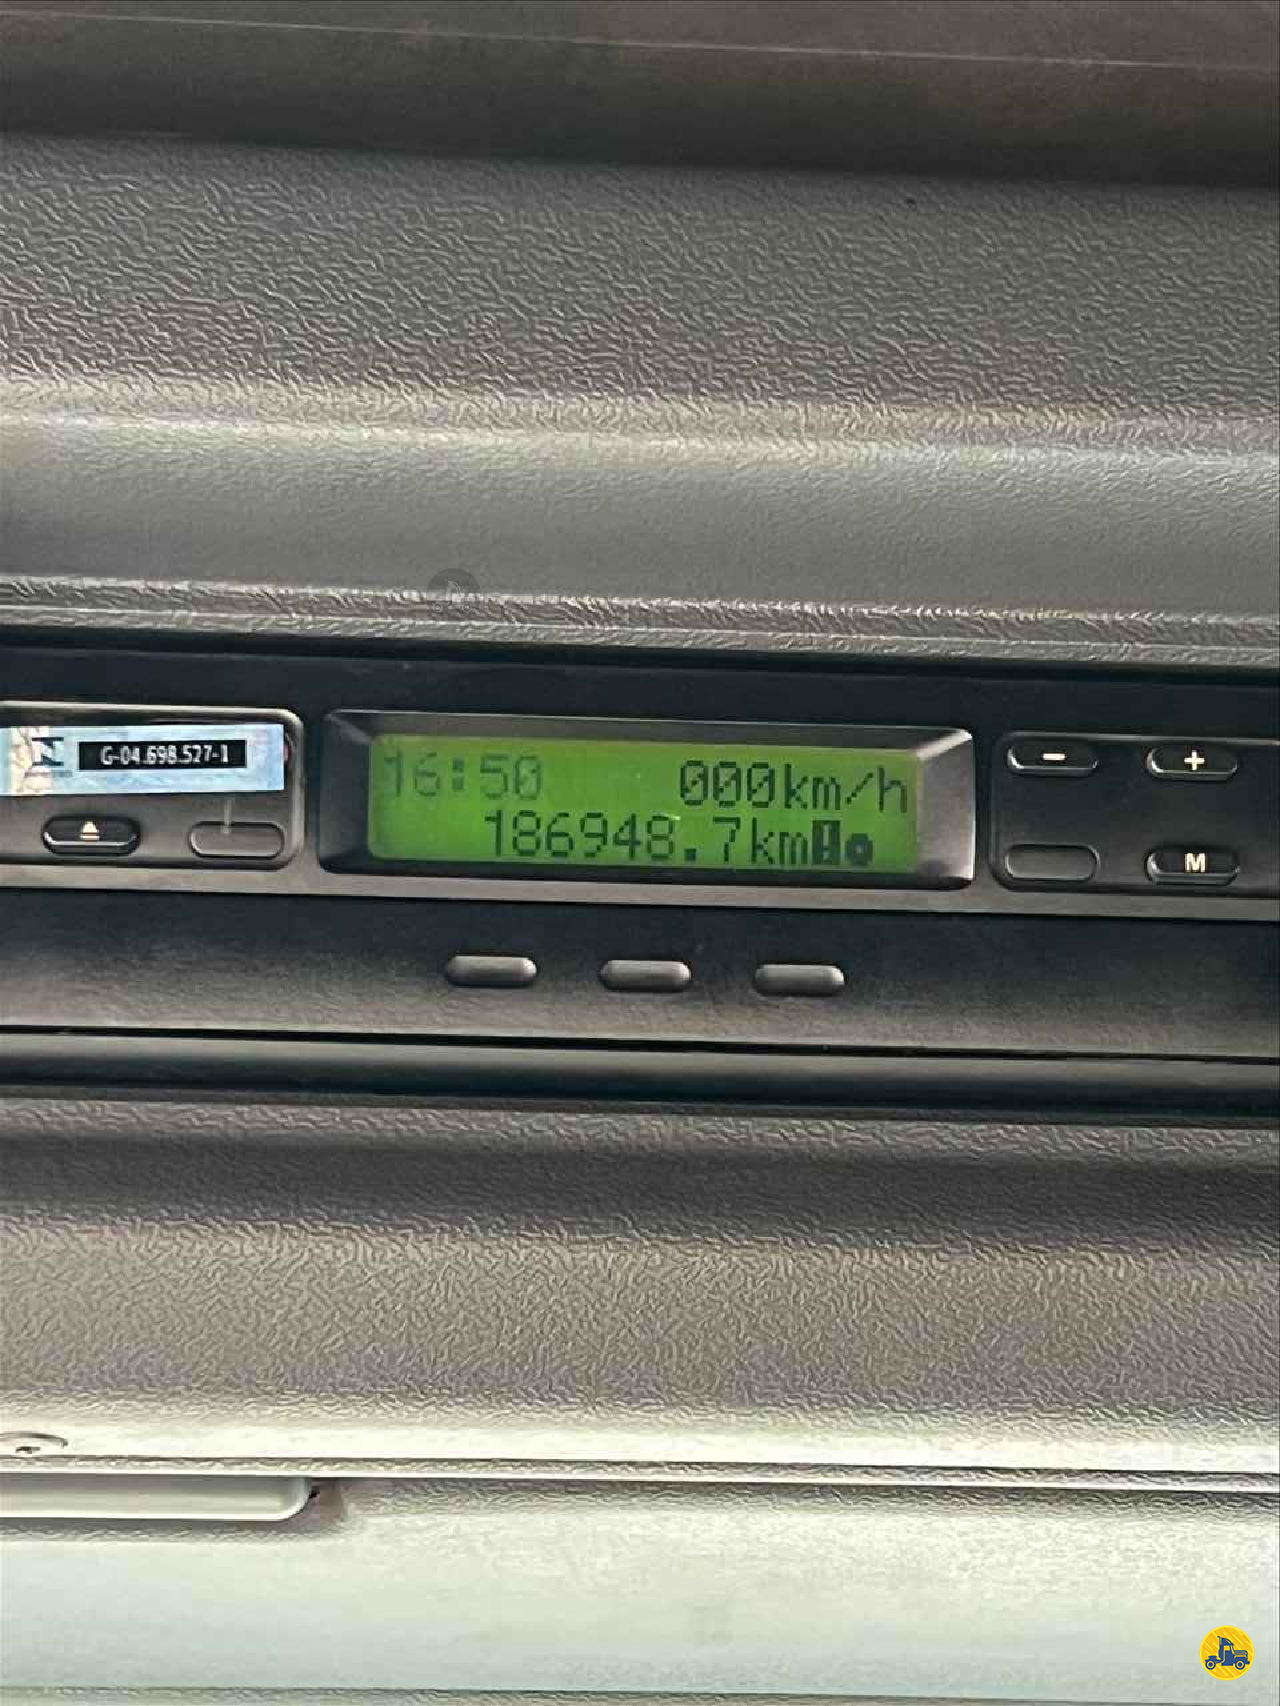 G-04.698.527-1
16:50 000km/h
186948.7km
- +
M